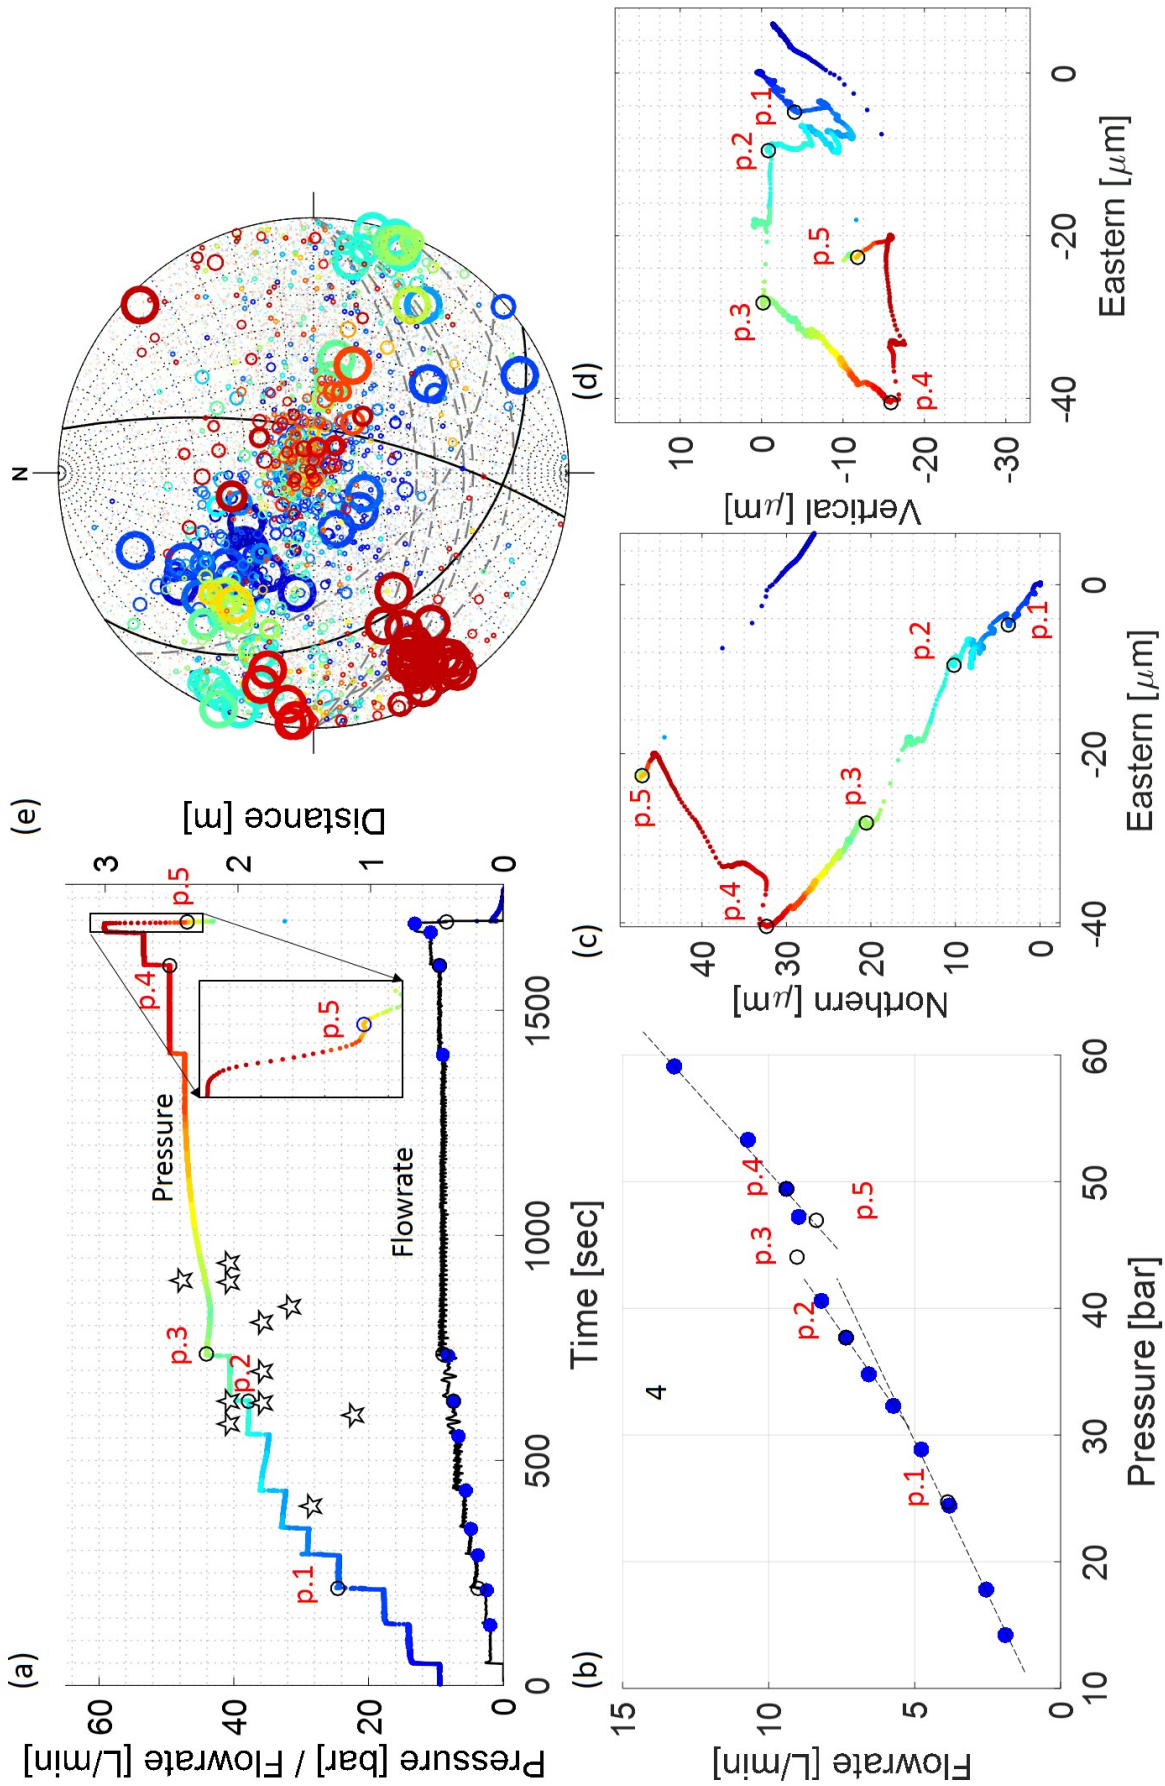 (a)
Pressure [bar] / Flowrate [L/min]
60
40
20
0
p.1
p.2
p.3
p.4
p.5
p.5
Pressure
Flowrate
3
2
1
0
Distance [m]
0
500
1000
1500
Time [sec]
(e)
N
(b)
Flowrate [L/min]
15
10
5
0
4
p.1
p.2
p.3
p.4
p.5
10
20
30
40
50
60
Pressure [bar]
(c)
Northern [μm]
40
30
20
10
0
p.5
p.4
p.3
p.2
p.1
-40
-20
0
Eastern [μm]
(d)
Vertical [μm]
10
0
-10
-20
-30
p.3
p.2
p.1
p.5
p.4
-40
-20
0
Eastern [μm]